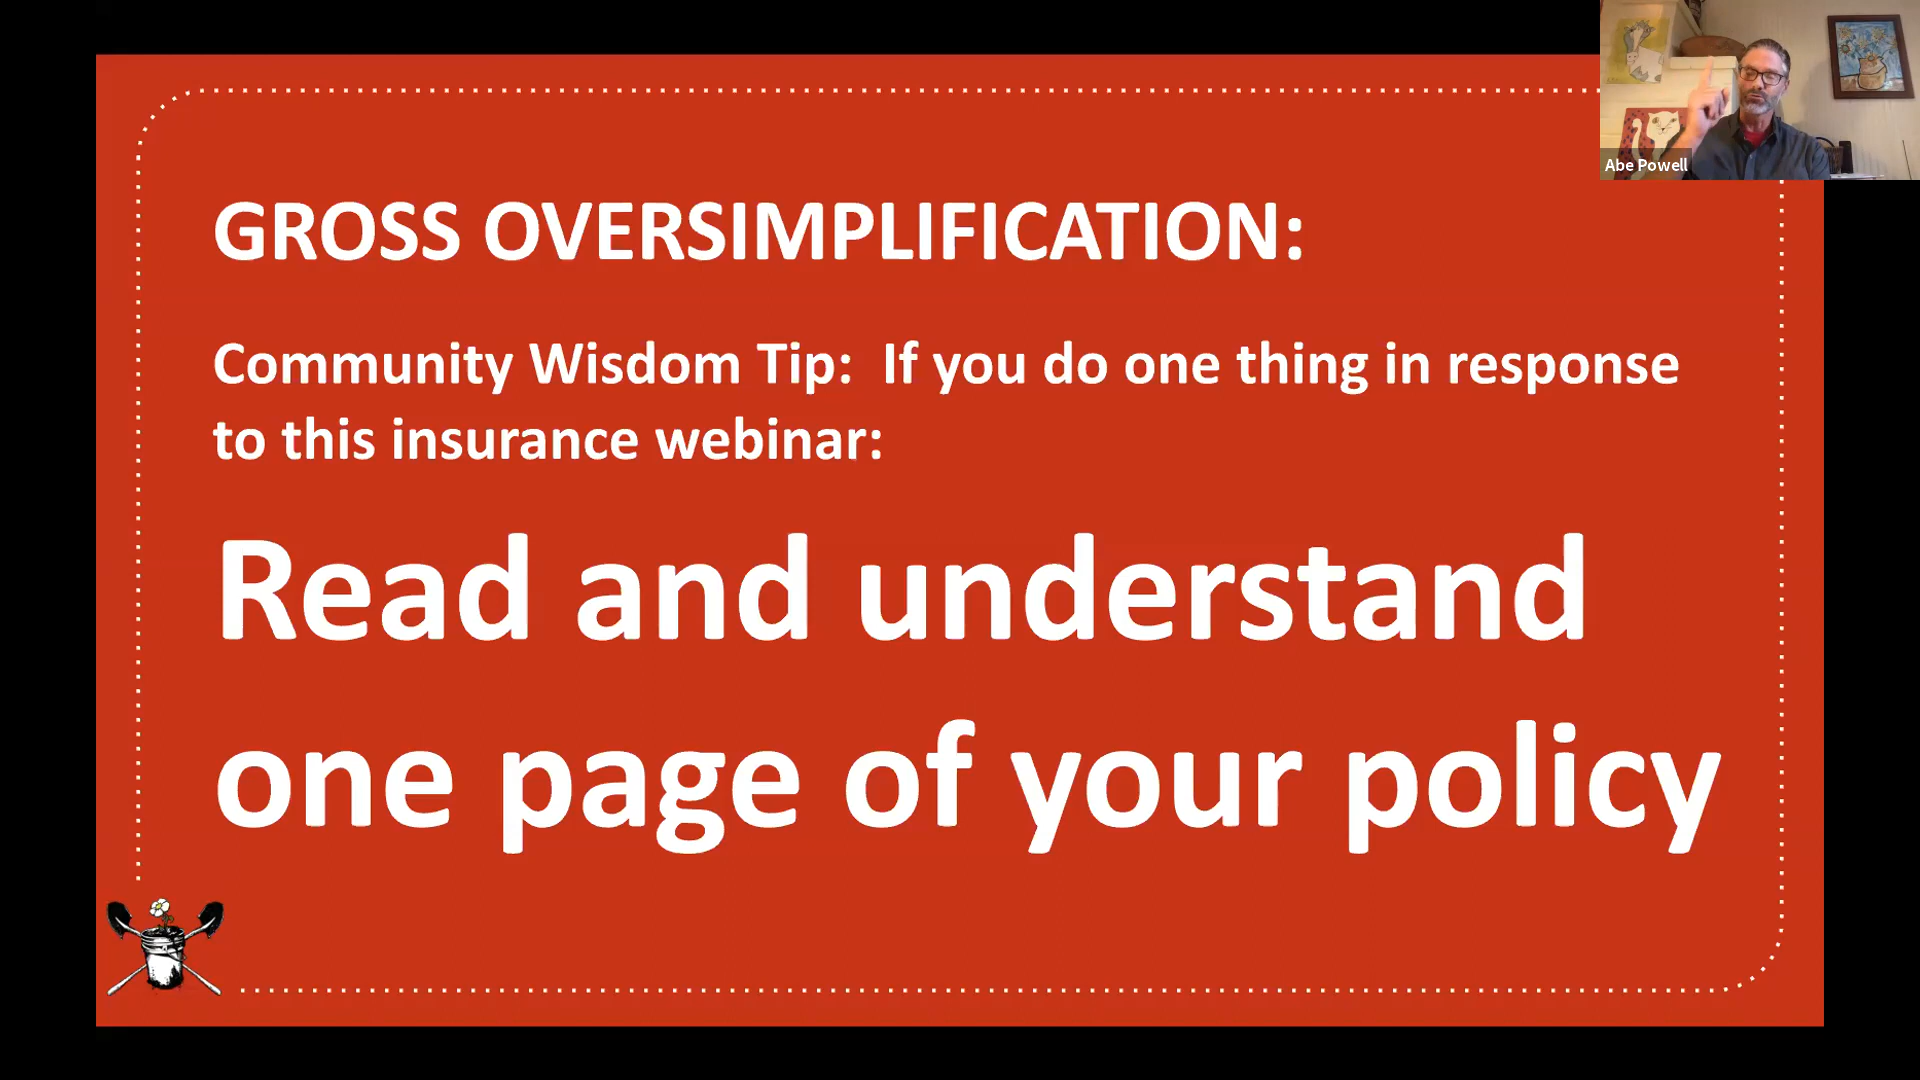 GROSS OVERSIMPLIFICATION:
Community Wisdom Tip:  If you do one thing in response
to this insurance webinar:
Read and understand
one page of your policy
Abe Powell